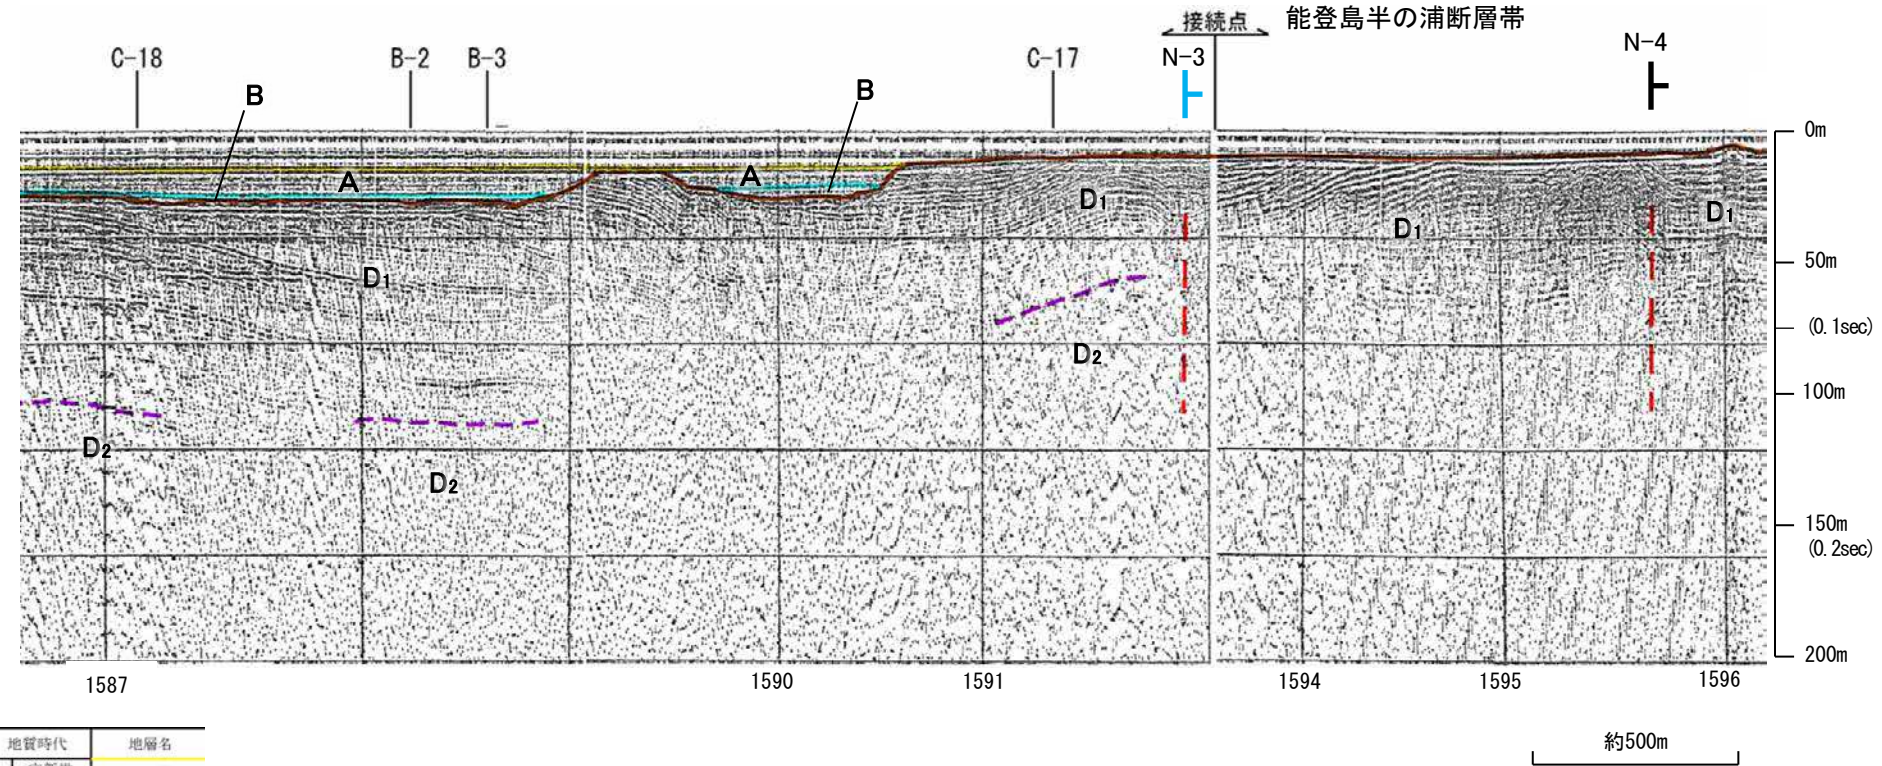 接続点 能登島半の浦断層帯
C-18 B-2 B-3 C-17 N-3 N-4
B B
0m
A A
D1 D1 D1
50m
D1
(0.1sec)
D2
100m
D2
D2
150m
(0.2sec)
200m
1587 1590 1591 1594 1595 1596
約500m
地質時代 地層名